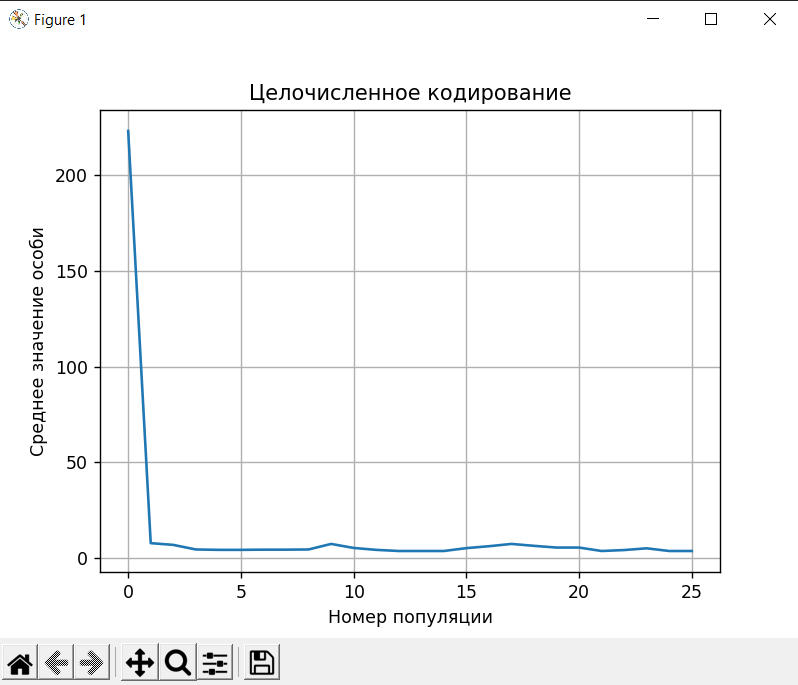 Figure 1
Целочисленное кодирование
Среднее значение особи
200
150
100
50
0
0 5 10 15 20 25
Номер популяции